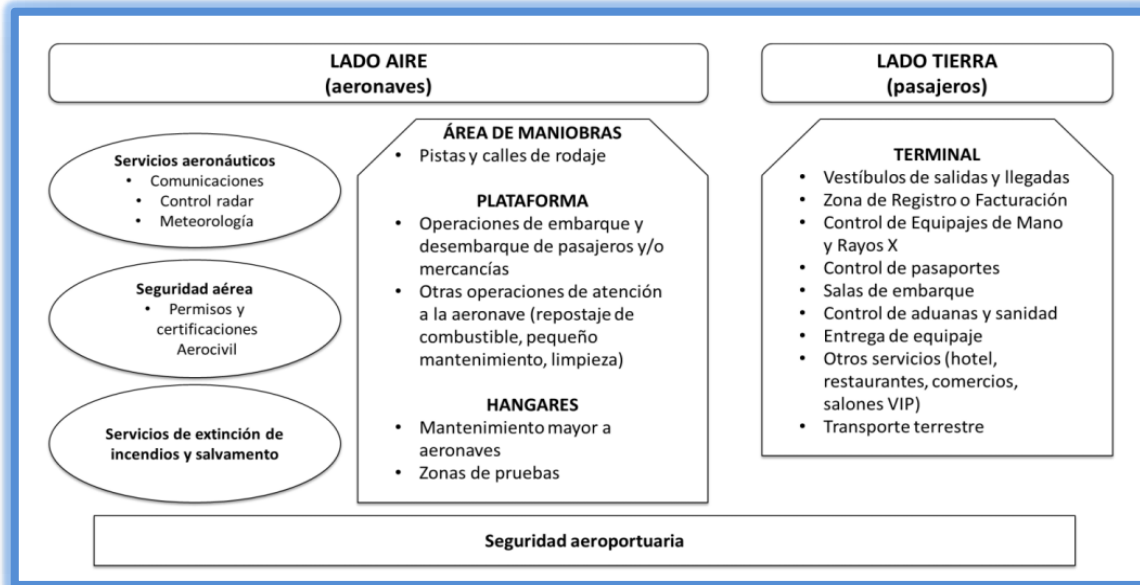 LADO AIRE
(aeronaves)
LADO TIERRA
(pasajeros)
Servicios aeronáuticos
• Comunicaciones
• Control radar
• Meteorología
Seguridad aérea
• Permisos y
certificaciones
Aerocivil
Servicios de extinción de
incendios y salvamento
ÁREA DE MANIOBRAS
• Pistas y calles de rodaje
PLATAFORMA
• Operaciones de embarque y
desembarque de pasajeros y/o
mercancías
• Otras operaciones de atención
a la aeronave (repostaje de
combustible, pequeño
mantenimiento, limpieza)
HANGARES
• Mantenimiento mayor a
aeronaves
• Zonas de pruebas
TERMINAL
• Vestíbulos de salidas y llegadas
• Zona de Registro o Facturación
• Control de Equipajes de Mano
y Rayos X
• Control de pasaportes
• Salas de embarque
• Control de aduanas y sanidad
• Entrega de equipaje
• Otros servicios (hotel,
restaurantes, comercios,
salones VIP)
• Transporte terrestre
Seguridad aeroportuaria